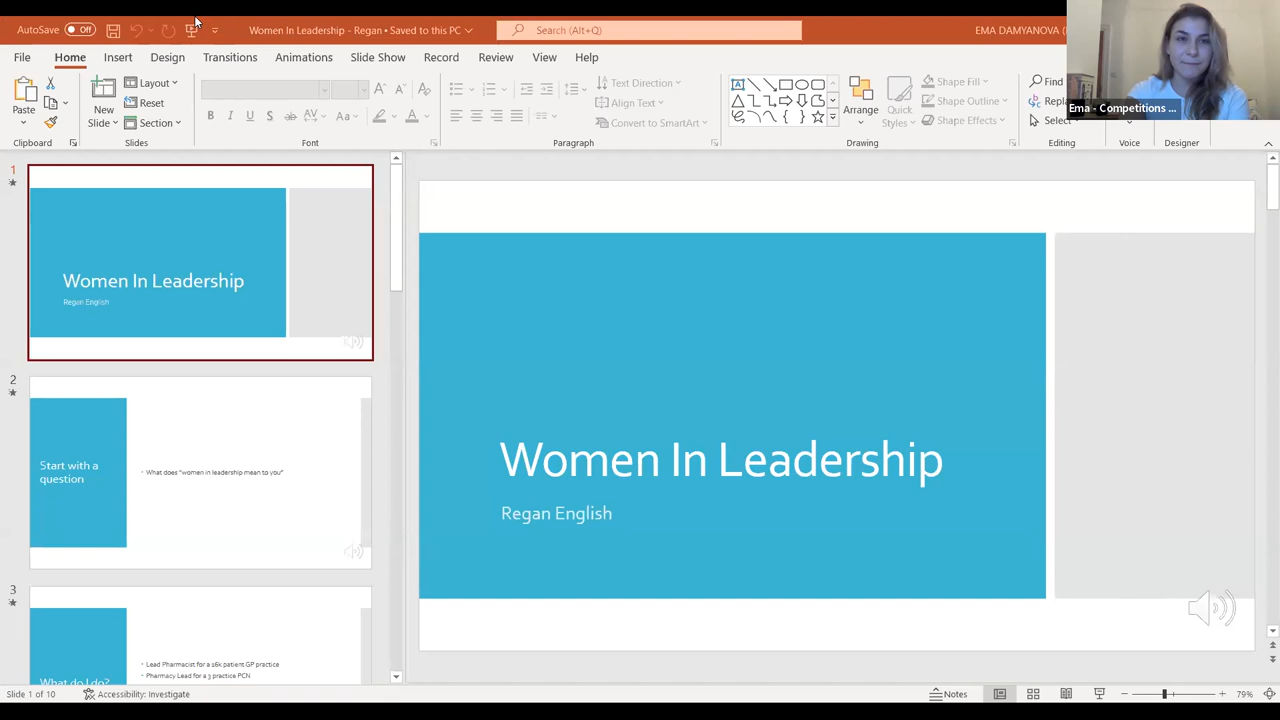 AutoSave Off Women In Leadership - Regan • Saved to this PC Search (Alt+Q) EMA DAMYANOVA
File Home Insert Design Transitions Animations Slide Show Record Review View Help
Paste
New
Slide
Layout
Reset
Section
Text Direction
Align Text
Convert to SmartArt
Arrange
Quick
Styles
Shape Fill
Shape Outline
Shape Effects
Find
Select
Ema - Competitions ...
Clipboard Slides Font Paragraph Drawing Editing Voice Designer
1
Women In Leadership
Regan English
2
Start with a
question
What does "women in leadership mean to you"
3
What do I do?
Lead Pharmacist for a 16k patient GP practice
Pharmacy Lead for a 3 practice PCN
Women In Leadership
Regan English
Slide 1 of 10 Accessibility: Investigate Notes 79%